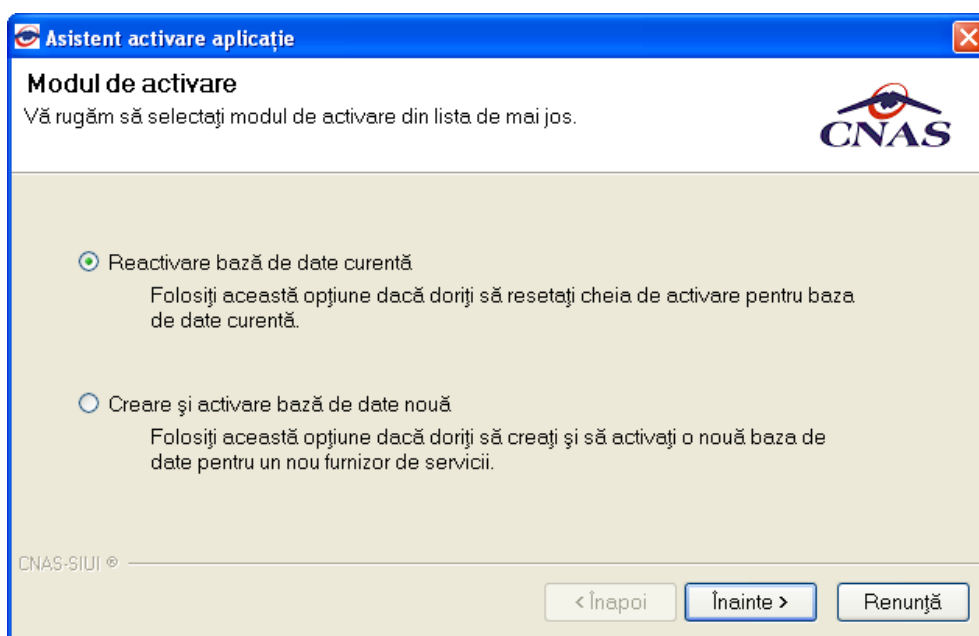 Asistent activare aplicație
Modul de activare
Vă rugăm să selectaţi modul de activare din lista de mai jos.
CNAS
Reactivare bază de date curentă
Folosiţi această opţiune dacă doriţi să resetaţi cheia de activare pentru baza
de date curentă.
Creare şi activare bază de date nouă
Folosiţi această opţiune dacă doriţi să creaţi şi să activaţi o nouă baza de
date pentru un nou furnizor de servicii.
CNAS-SIUI ®
< Înapoi
Înainte >
Renunţă